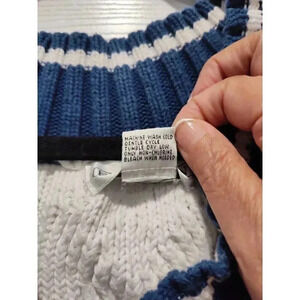 MACHINE WASH COLD
GENTLE CYCLE
TUMBLE DRY LOW
ONLY NON-CHLORINE
BLEACH WHEN NEEDED